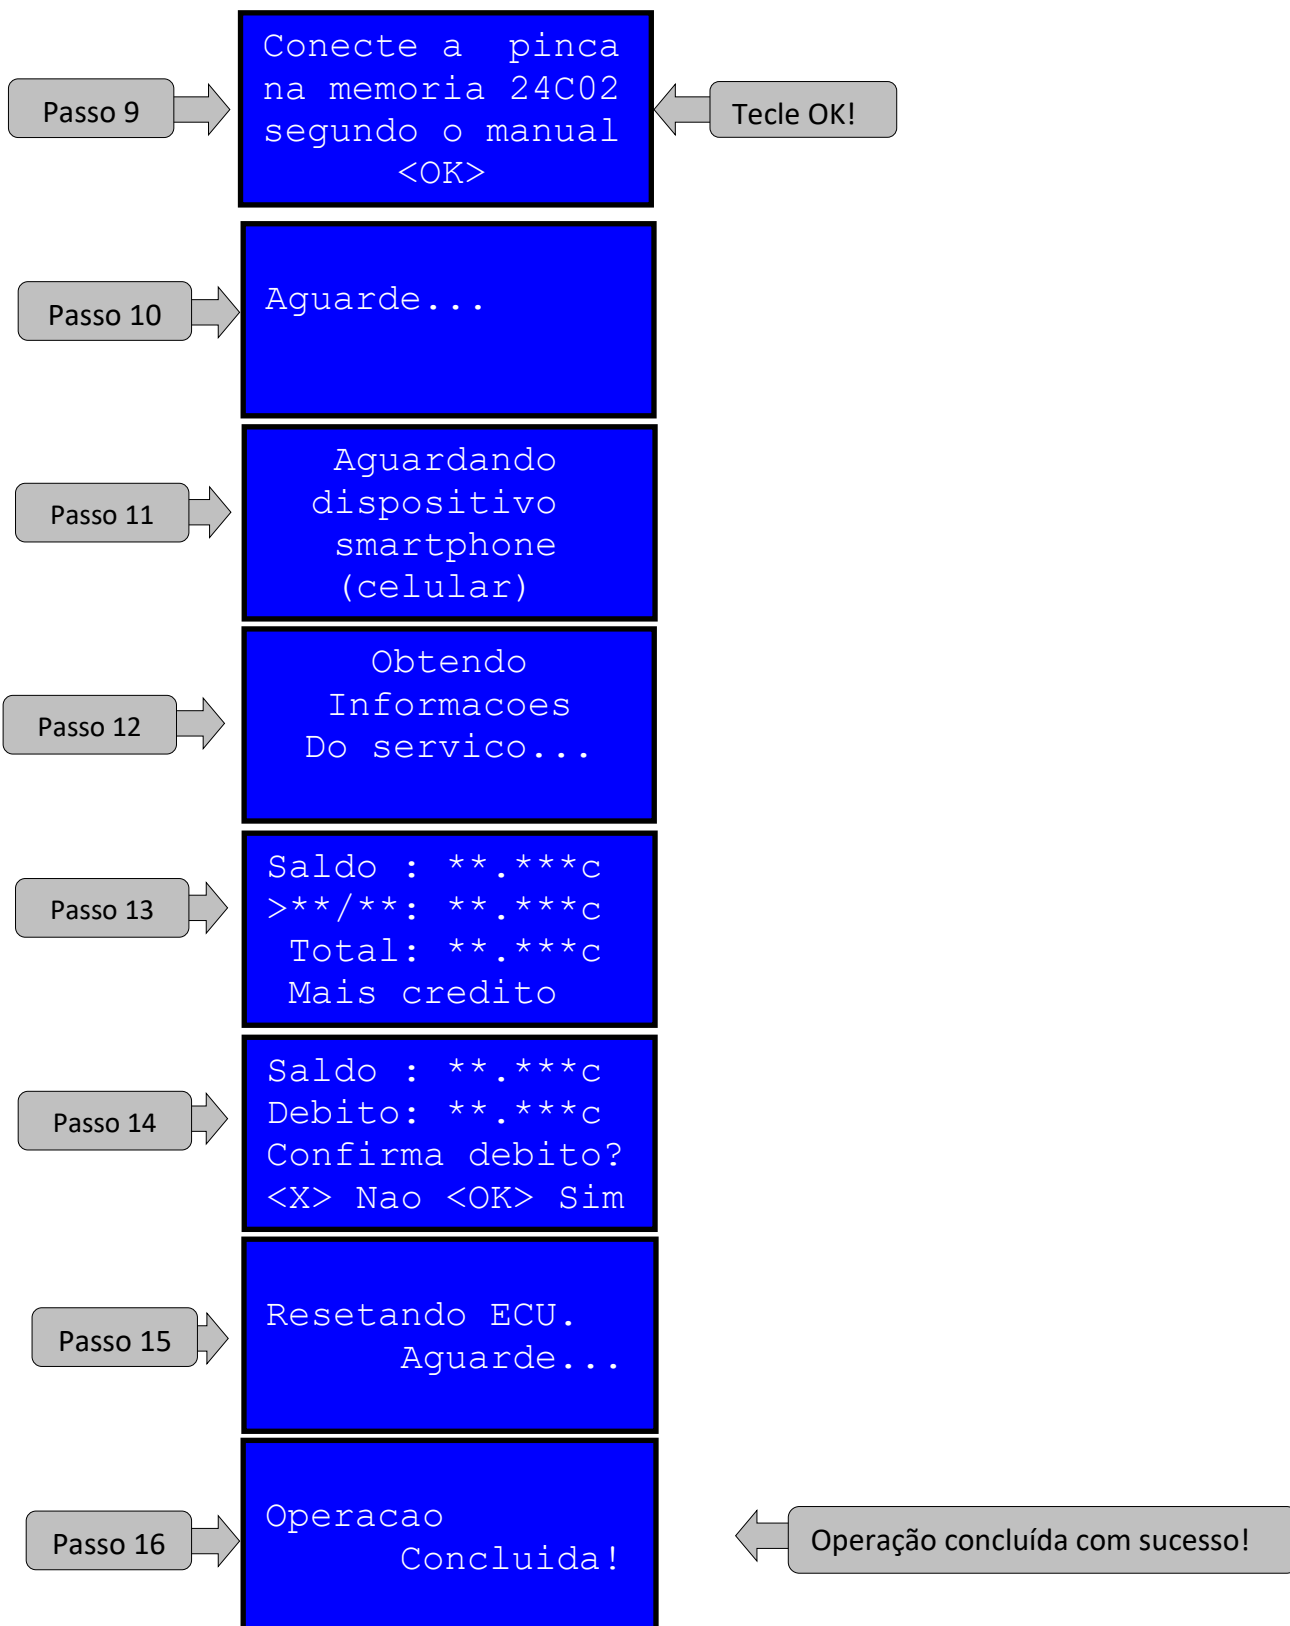 Passo 9
Conecte a  pinca
na memoria 24C02
segundo o manual
<OK>
Tecle OK!
Passo 10
Aguarde...
Passo 11
Aguardando
dispositivo
smartphone
(celular)
Passo 12
Obtendo
Informacoes
Do servico...
Passo 13
Saldo : **.***c
>**/**: **.***c
Total: **.***c
Mais credito
Passo 14
Saldo : **.***c
Debito: **.***c
Confirma debito?
<X> Nao <OK> Sim
Passo 15
Resetando ECU.
Aguarde...
Passo 16
Operacao
Concluida!
Operação concluída com sucesso!